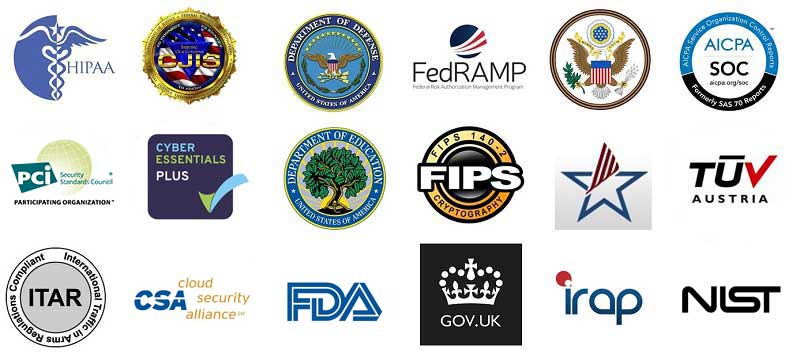 HIPAA
CJIS
DEPARTMENT OF DEFENSE
UNITED STATES OF AMERICA
FedRAMP
Federal Risk Authorization Management Program
AICPA Service Organization Control Reports
AICPA
SOC
aicpa.org/soc
Formerly SAS 70 Reports
PCI
Security
Standards Council
PARTICIPATING ORGANIZATION™
CYBER
ESSENTIALS
PLUS
DEPARTMENT OF EDUCATION
UNITED STATES OF AMERICA
FIPS 140-2
FIPS
CRYPTOGRAPHY
TÜV
AUSTRIA
International Traffic in Arms Regulations Compliant
ITAR
CSA
cloud
security
alliance℠
FDA
GOV.UK
irap
NIST